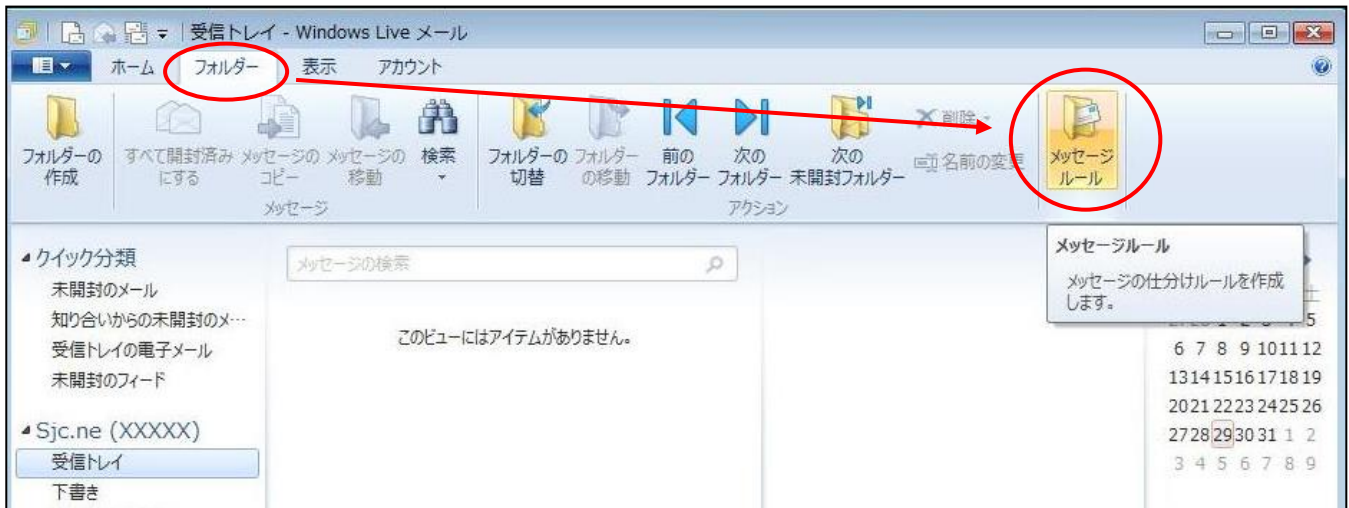 受信トレイ - Windows Live メール
ホーム フォルダー 表示 アカウント
フォルダーの
作成
すべて開封済み
にする
メッセージの
コピー
メッセージの
移動
検索
メッセージ
フォルダーの
切替
フォルダー
の移動
前の
フォルダー
次の
フォルダー
次の
未開封フォルダー
削除
名前の変更
アクション
メッセージ
ルール
クイック分類
未開封のメール
知り合いからの未開封のメ…
受信トレイの電子メール
未開封のフィード
Sjc.ne (XXXXX)
受信トレイ
下書き
メッセージの検索
このビューにはアイテムがありません。
メッセージルール
メッセージの仕分けルールを作成
します。
土
5
6 7 8 9 10 11 12
13 14 15 16 17 18 19
20 21 22 23 24 25 26
27 28 29 30 31 1 2
3 4 5 6 7 8 9